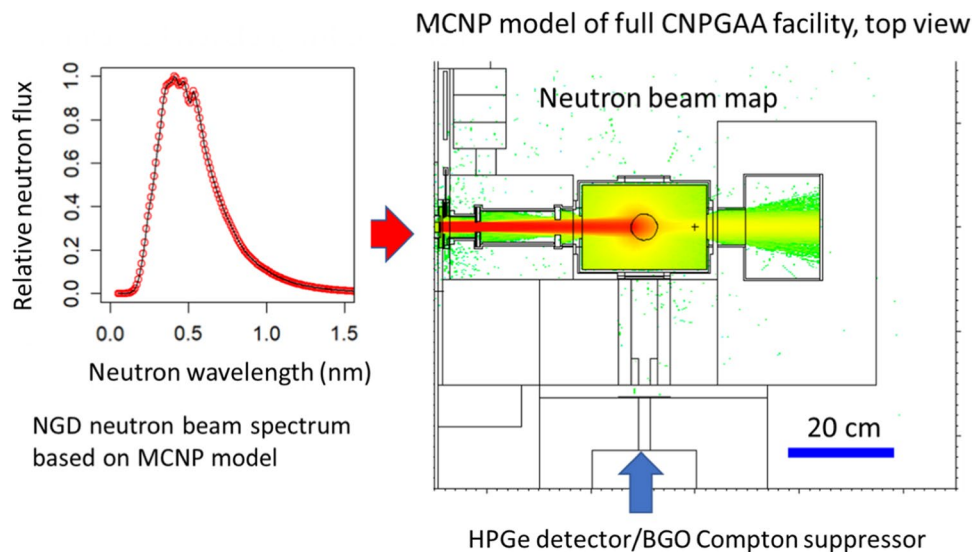 MCNP model of full CNPGAA facility, top view
Relative neutron flux
1.0
0.8
0.6
0.4
0.2
0.0
0.0 0.5 1.0 1.5
Neutron wavelength (nm)
NGD neutron beam spectrum
based on MCNP model
Neutron beam map
20 cm
HPGe detector/BGO Compton suppressor